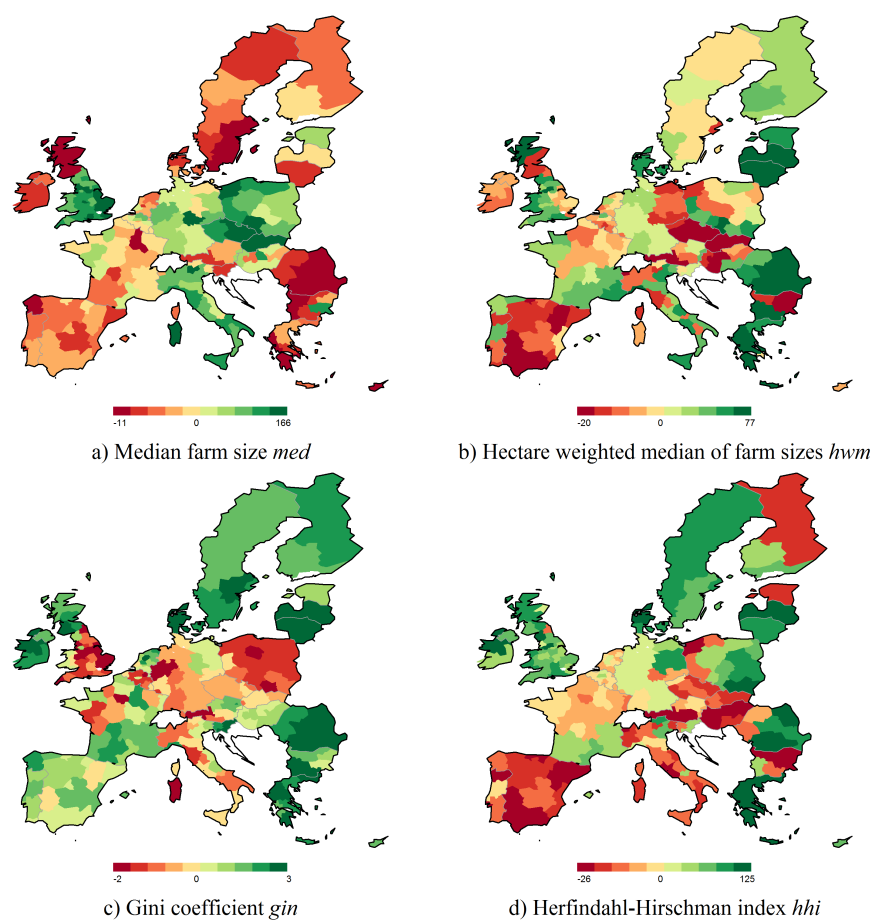 -11 0 166
-20 0 77
a) Median farm size med
b) Hectare weighted median of farm sizes hwm
-2 0 3
-26 0 125
c) Gini coefficient gin
d) Herfindahl-Hirschman index hhi